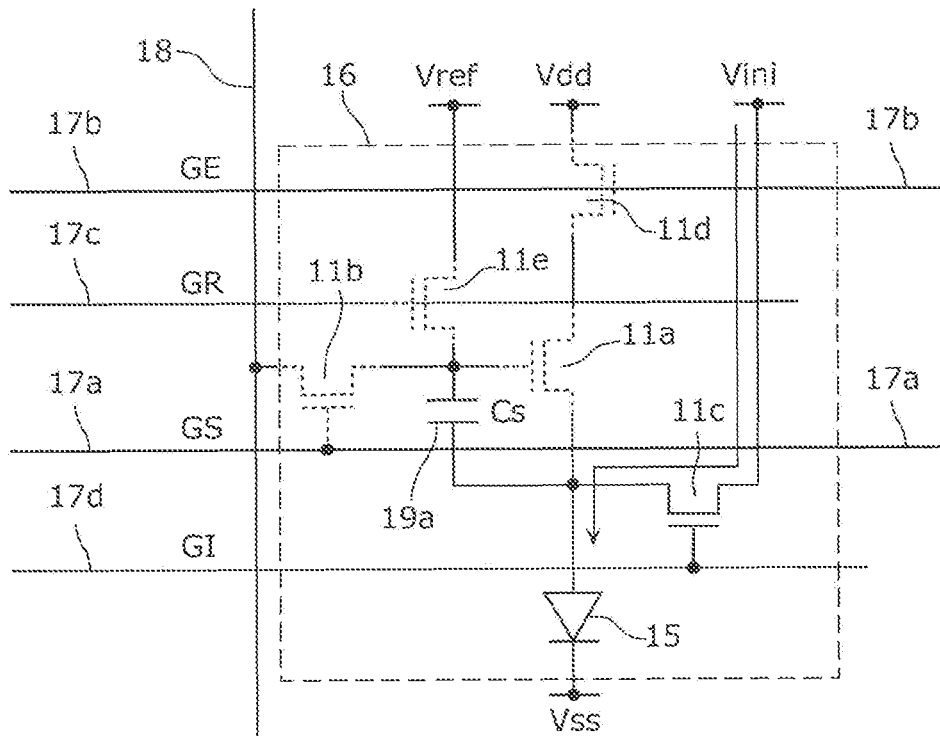 18
16
Vref
Vdd
Vini
17b
GE
17b
11d
17c
GR
11b
11e
11a
17a
GS
Cs
11c
17a
17d
19a
GI
15
Vss